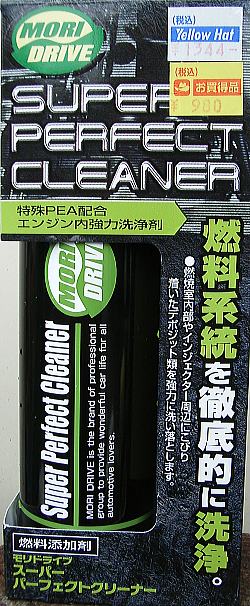 MORI
DRIVE
(税込)
Yellow Hat
¥1344-
(税込)
お買得品
¥980
SUPER
PERFECT
CLEANER
特殊PEA配合
エンジン内強力洗浄剤
燃料系統を徹底的に洗浄。
●燃焼室内部やインジェクター周辺にこびり
着いたデポジット類を強力に洗い落とします。
MORI
DRIVE
Super Perfect Cleaner
MORI DRIVE is the brand of professional
group to provide wonderful car life for all
automotive lovers.
燃料添加剤
モリドライブ
スーパー
パーフェクトクリーナー